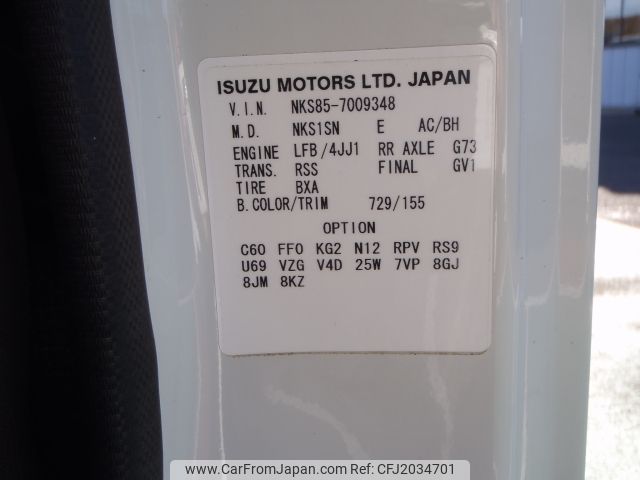 ISUZU MOTORS LTD. JAPAN
V.I.N. NKS85-7009348
M.D. NKS1SN E AC/BH
ENGINE LFB/4JJ1 RR AXLE G73
TRANS. RSS FINAL GV1
TIRE BXA
B.COLOR/TRIM 729/155
OPTION
C60 FF0 KG2 N12 RPV RS9
U69 VZG V4D 25W 7VP 8GJ
8JM 8KZ
www.CarFromJapan.com Ref:CFJ2034701